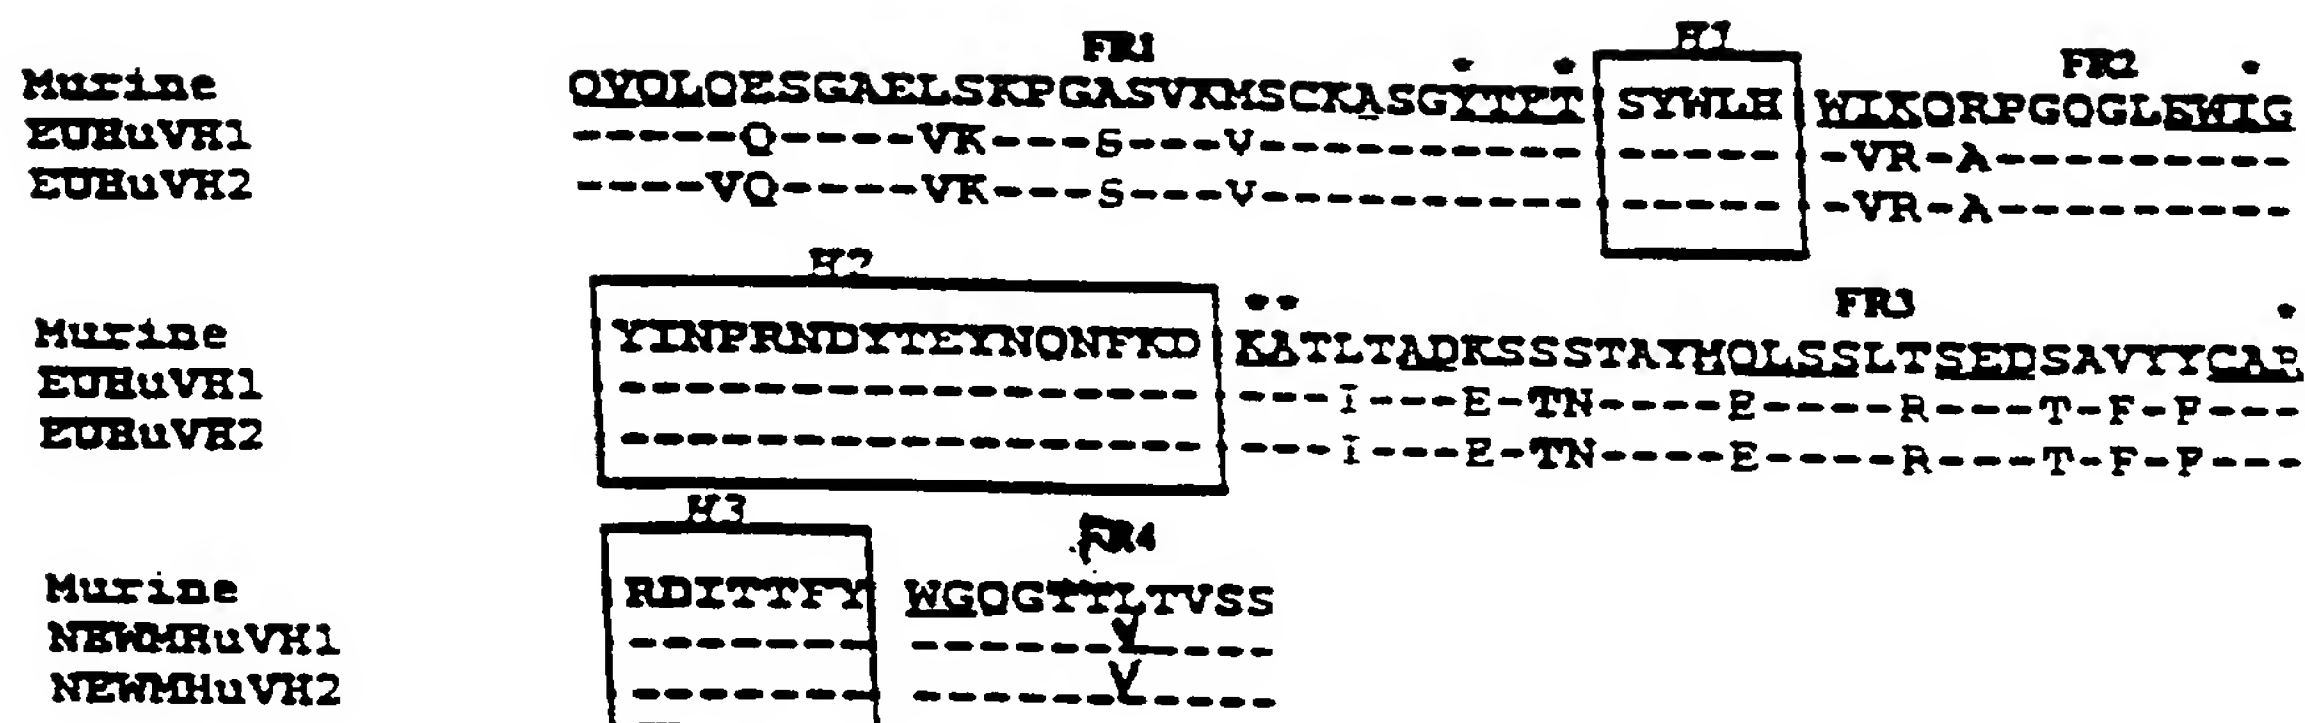 FR1 H1 FR2
Murine QVQLQESGAELSKPGASVKMSCKASGYTFT SYWLH WIKQRPGQGLEWIG
EUHuVH1 -----Q----VK---S---V---------- ----- -VR-A---------
EUHuVH2 ----VQ----VK---S---V---------- ----- -VR-A---------
H2 FR3
Murine YINPRNDYTEYNQNFKD KATLTADKSSSTAYMQLSSLTSEDSAVYYCAR
EUHuVH1 ----------------- ---I---E-TN----E----R---T-F-F---
EUHuVH2 ----------------- ---I---E-TN----E----R---T-F-F---
H3 FR4
Murine RDITTFY WGQGTTLTVSS
NEWMHuVH1 ------- ------V----
NEWMHuVH2 ------- ------V----